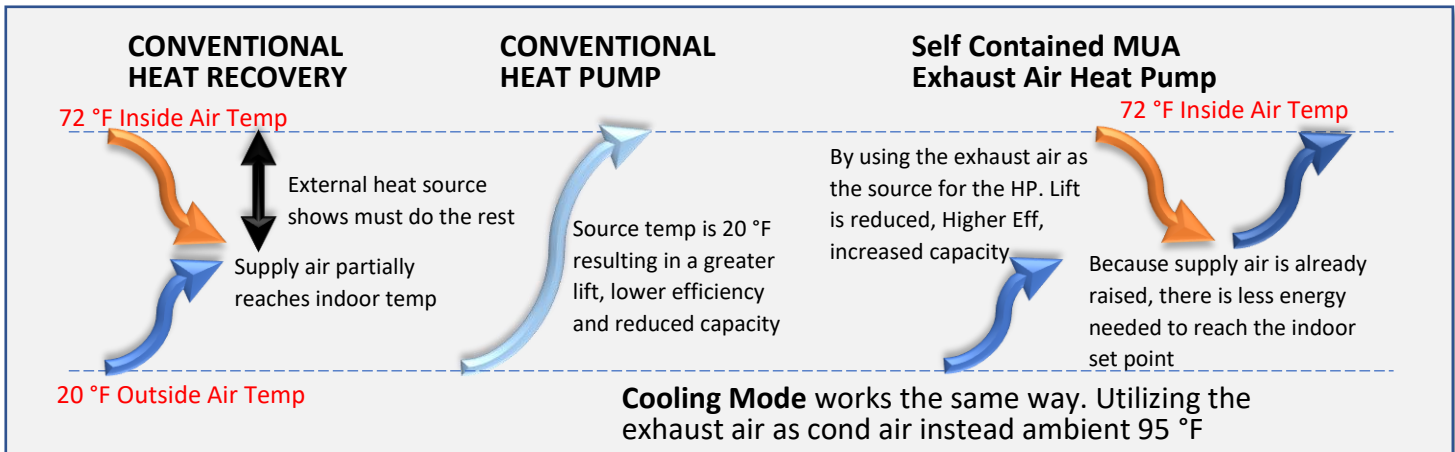 CONVENTIONAL
HEAT RECOVERY
72 °F Inside Air Temp
External heat source
shows must do the rest
Supply air partially
reaches indoor temp
20 °F Outside Air Temp
CONVENTIONAL
HEAT PUMP
Source temp is 20 °F
resulting in a greater
lift, lower efficiency
and reduced capacity
Self Contained MUA
Exhaust Air Heat Pump
72 °F Inside Air Temp
By using the exhaust air as
the source for the HP. Lift
is reduced, Higher Eff,
increased capacity
Because supply air is already
raised, there is less energy
needed to reach the indoor
set point
Cooling Mode works the same way. Utilizing the
exhaust air as cond air instead ambient 95 °F